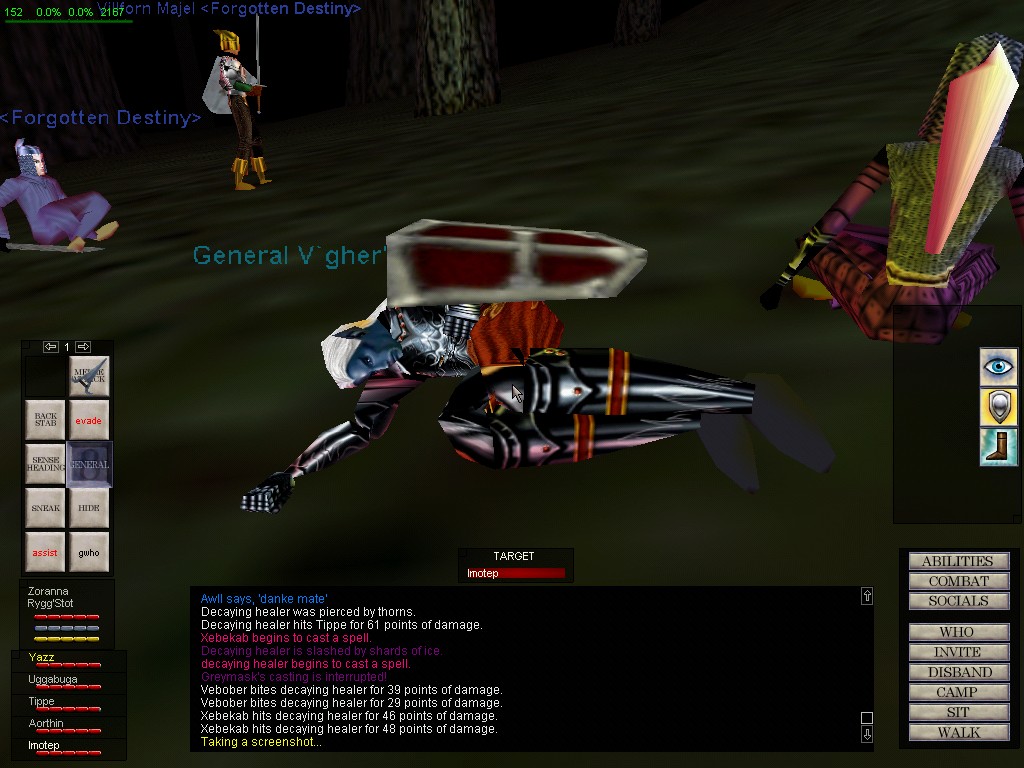 Villforn Majel <Forgotten Destiny>
152 0.0% 0.0% 2187
<Forgotten Destiny>
General V`gher'
1
MELEE ATTACK
BACK STAB
evade
SENSE HEADING
GENERAL
SNEAK
HIDE
assist
gwho
Zoranna
Rygg'Stot
Yazz
Uggabuga
Tippe
Aorthin
Imotep
TARGET
Imotep
Awll says, 'danke mate'
Decaying healer was pierced by thorns.
Decaying healer hits Tippe for 61 points of damage.
Xebekab begins to cast a spell.
Decaying healer is slashed by shards of ice.
decaying healer begins to cast a spell.
Greymask's casting is interrupted!
Vebober bites decaying healer for 39 points of damage.
Vebober bites decaying healer for 29 points of damage.
Xebekab hits decaying healer for 46 points of damage.
Xebekab hits decaying healer for 48 points of damage.
Taking a screenshot...
ABILITIES
COMBAT
SOCIALS
WHO
INVITE
DISBAND
CAMP
SIT
WALK